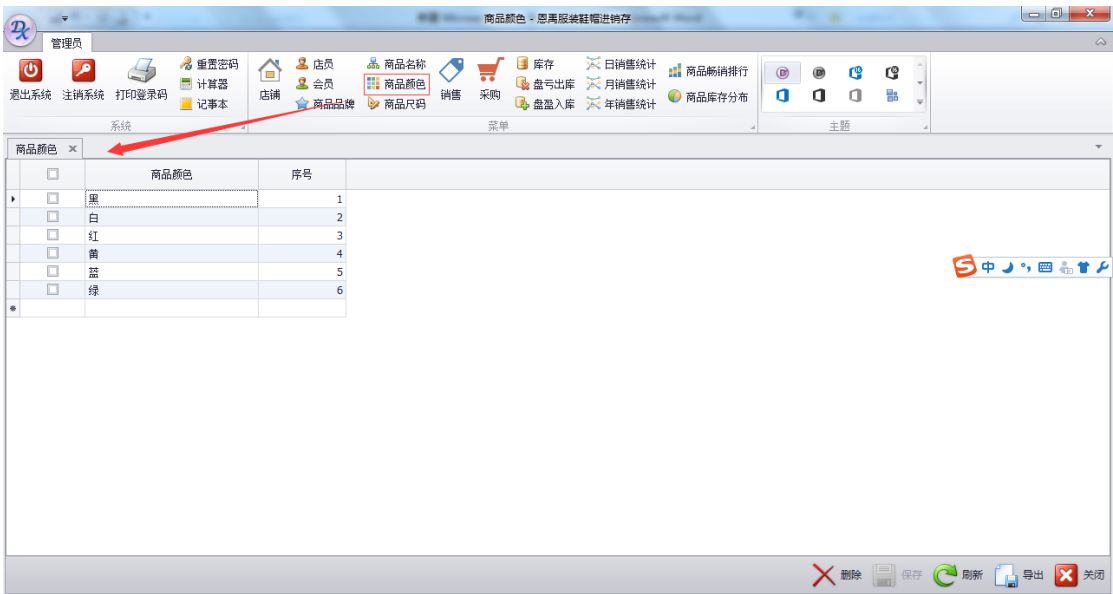 商品颜色 - 恩禹服装鞋帽进销存
管理员
退出系统 注销系统 打印登录码 重置密码 计算器 记事本
系统
店铺 店员 会员 商品品牌 商品名称 商品颜色 商品尺码 销售 采购 库存 盘亏出库 盘盈入库 日销售统计 月销售统计 年销售统计 商品畅销排行 商品库存分布
菜单
主题
商品颜色
商品颜色 序号
黑 1
白 2
红 3
黄 4
蓝 5
绿 6
中
删除 保存 刷新 导出 关闭